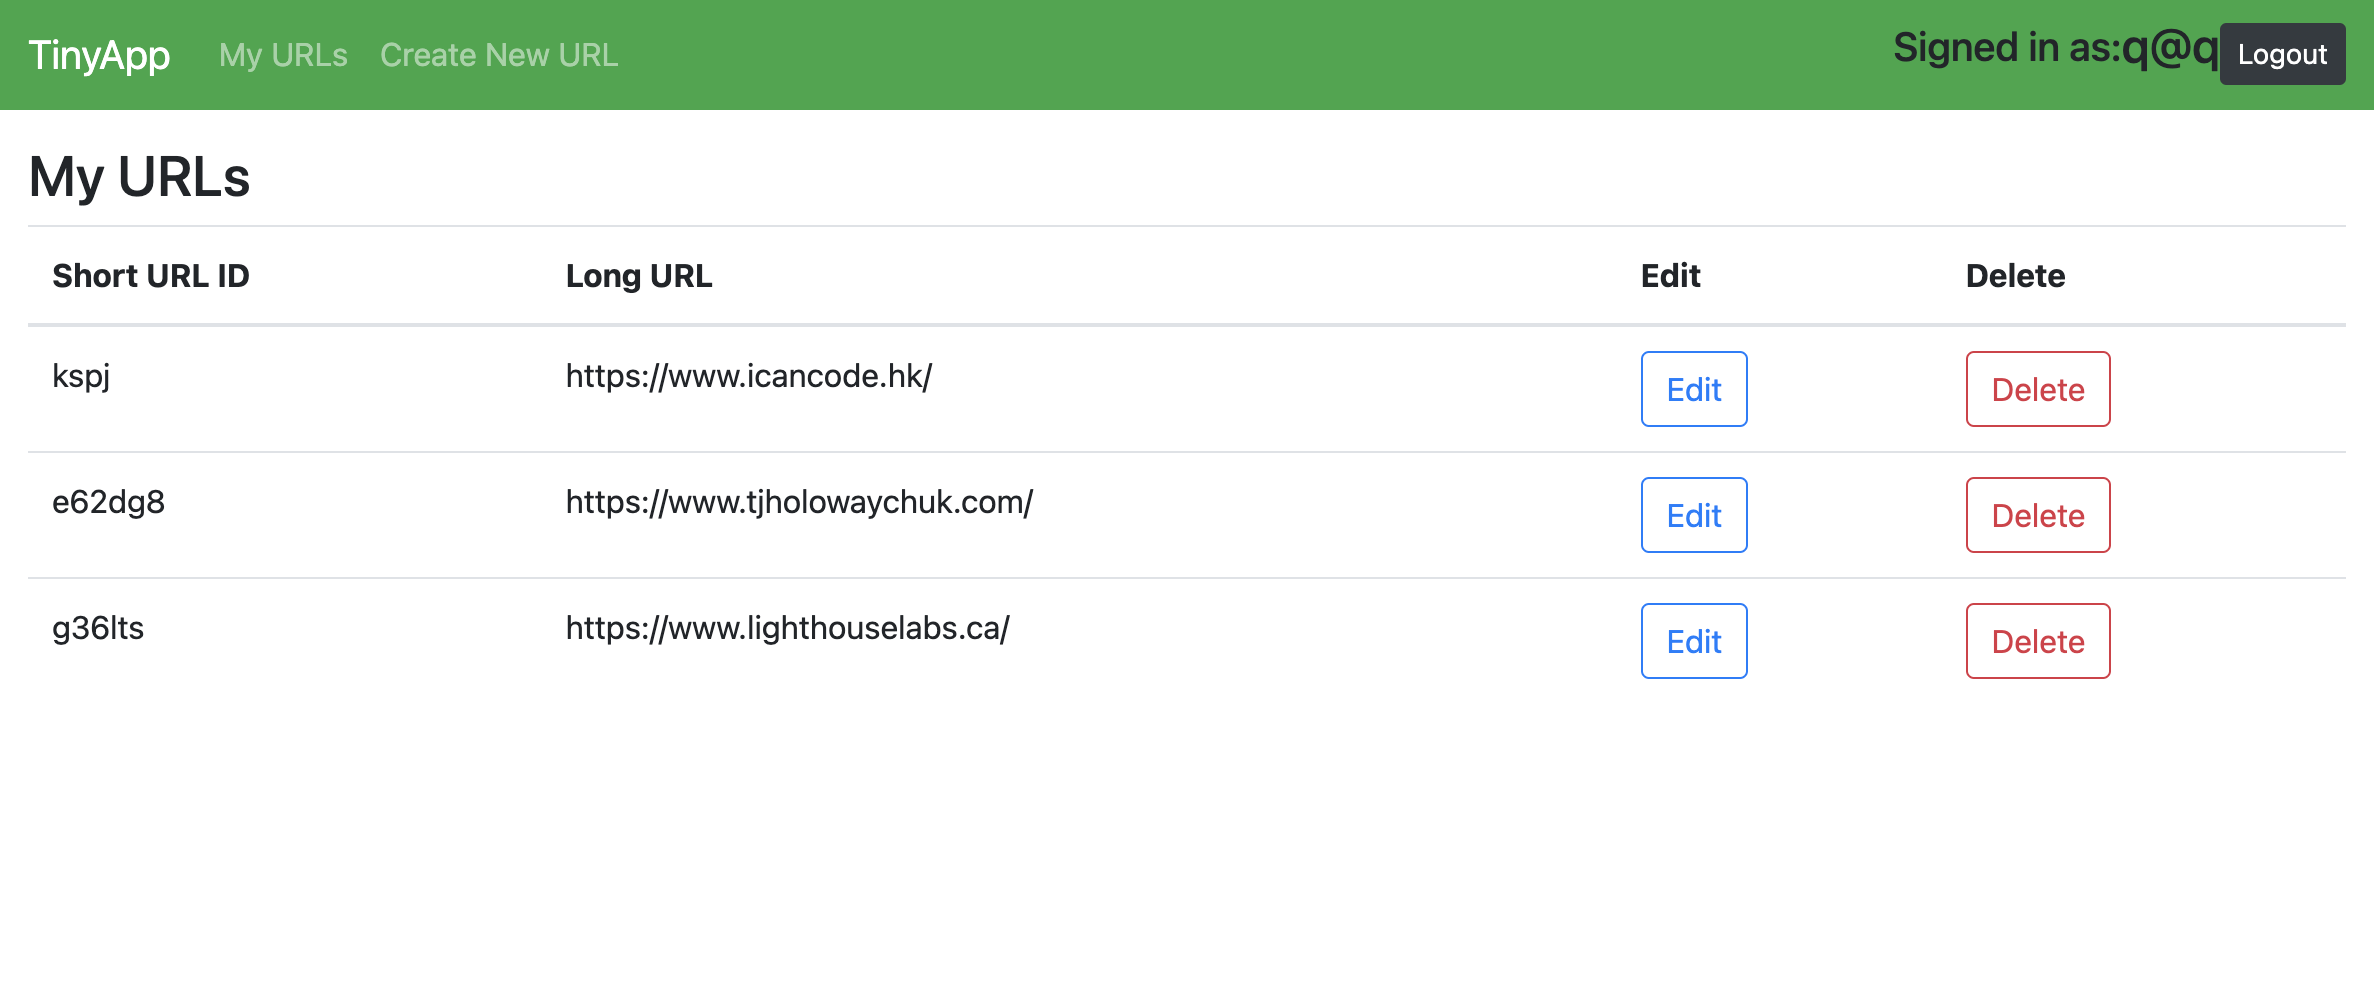 TinyApp My URLs Create New URL Signed in as:q@q Logout
My URLs
Short URL ID Long URL Edit Delete
kspj https://www.icancode.hk/ Edit Delete
e62dg8 https://www.tjholowaychuk.com/ Edit Delete
g36lts https://www.lighthouselabs.ca/ Edit Delete